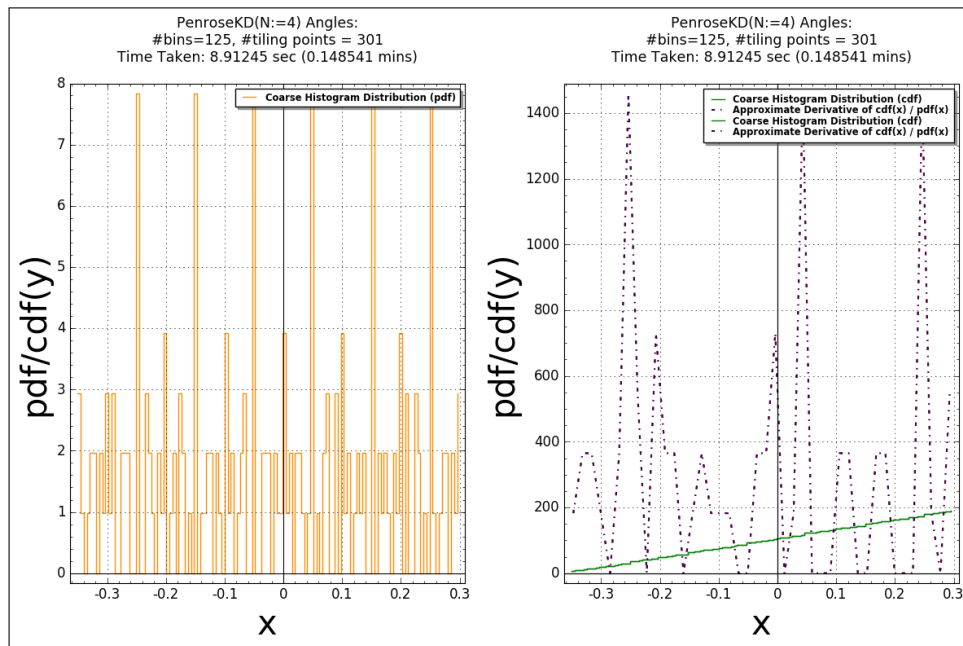 PenroseKD(N:=4) Angles:
#bins=125, #tiling points = 301
Time Taken: 8.91245 sec (0.148541 mins)
Coarse Histogram Distribution (pdf)
pdf/cdf(y)
8
7
6
5
4
3
2
1
0
-0.3 -0.2 -0.1 0 0.1 0.2 0.3
x
PenroseKD(N:=4) Angles:
#bins=125, #tiling points = 301
Time Taken: 8.91245 sec (0.148541 mins)
Coarse Histogram Distribution (cdf)
Approximate Derivative of cdf(x) / pdf(x)
Coarse Histogram Distribution (cdf)
Approximate Derivative of cdf(x) / pdf(x)
pdf/cdf(y)
1400
1200
1000
800
600
400
200
0
-0.3 -0.2 -0.1 0 0.1 0.2 0.3
x